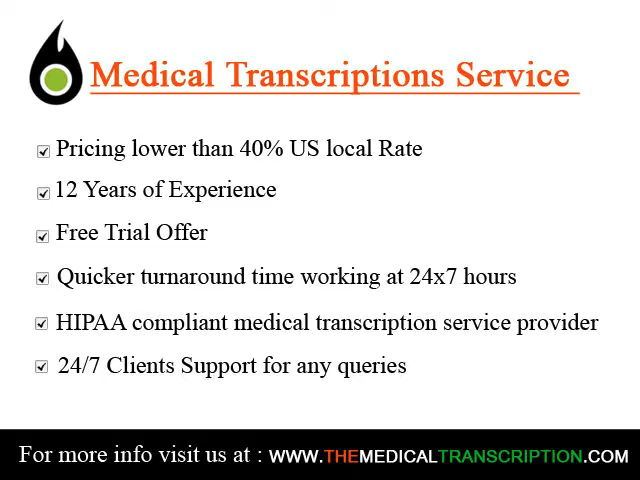 Medical Transcriptions Service
Pricing lower than 40% US local Rate
12 Years of Experience
Free Trial Offer
Quicker turnaround time working at 24x7 hours
HIPAA compliant medical transcription service provider
24/7 Clients Support for any queries
For more info visit us at : WWW.THEMEDICALTRANSCRIPTION.COM